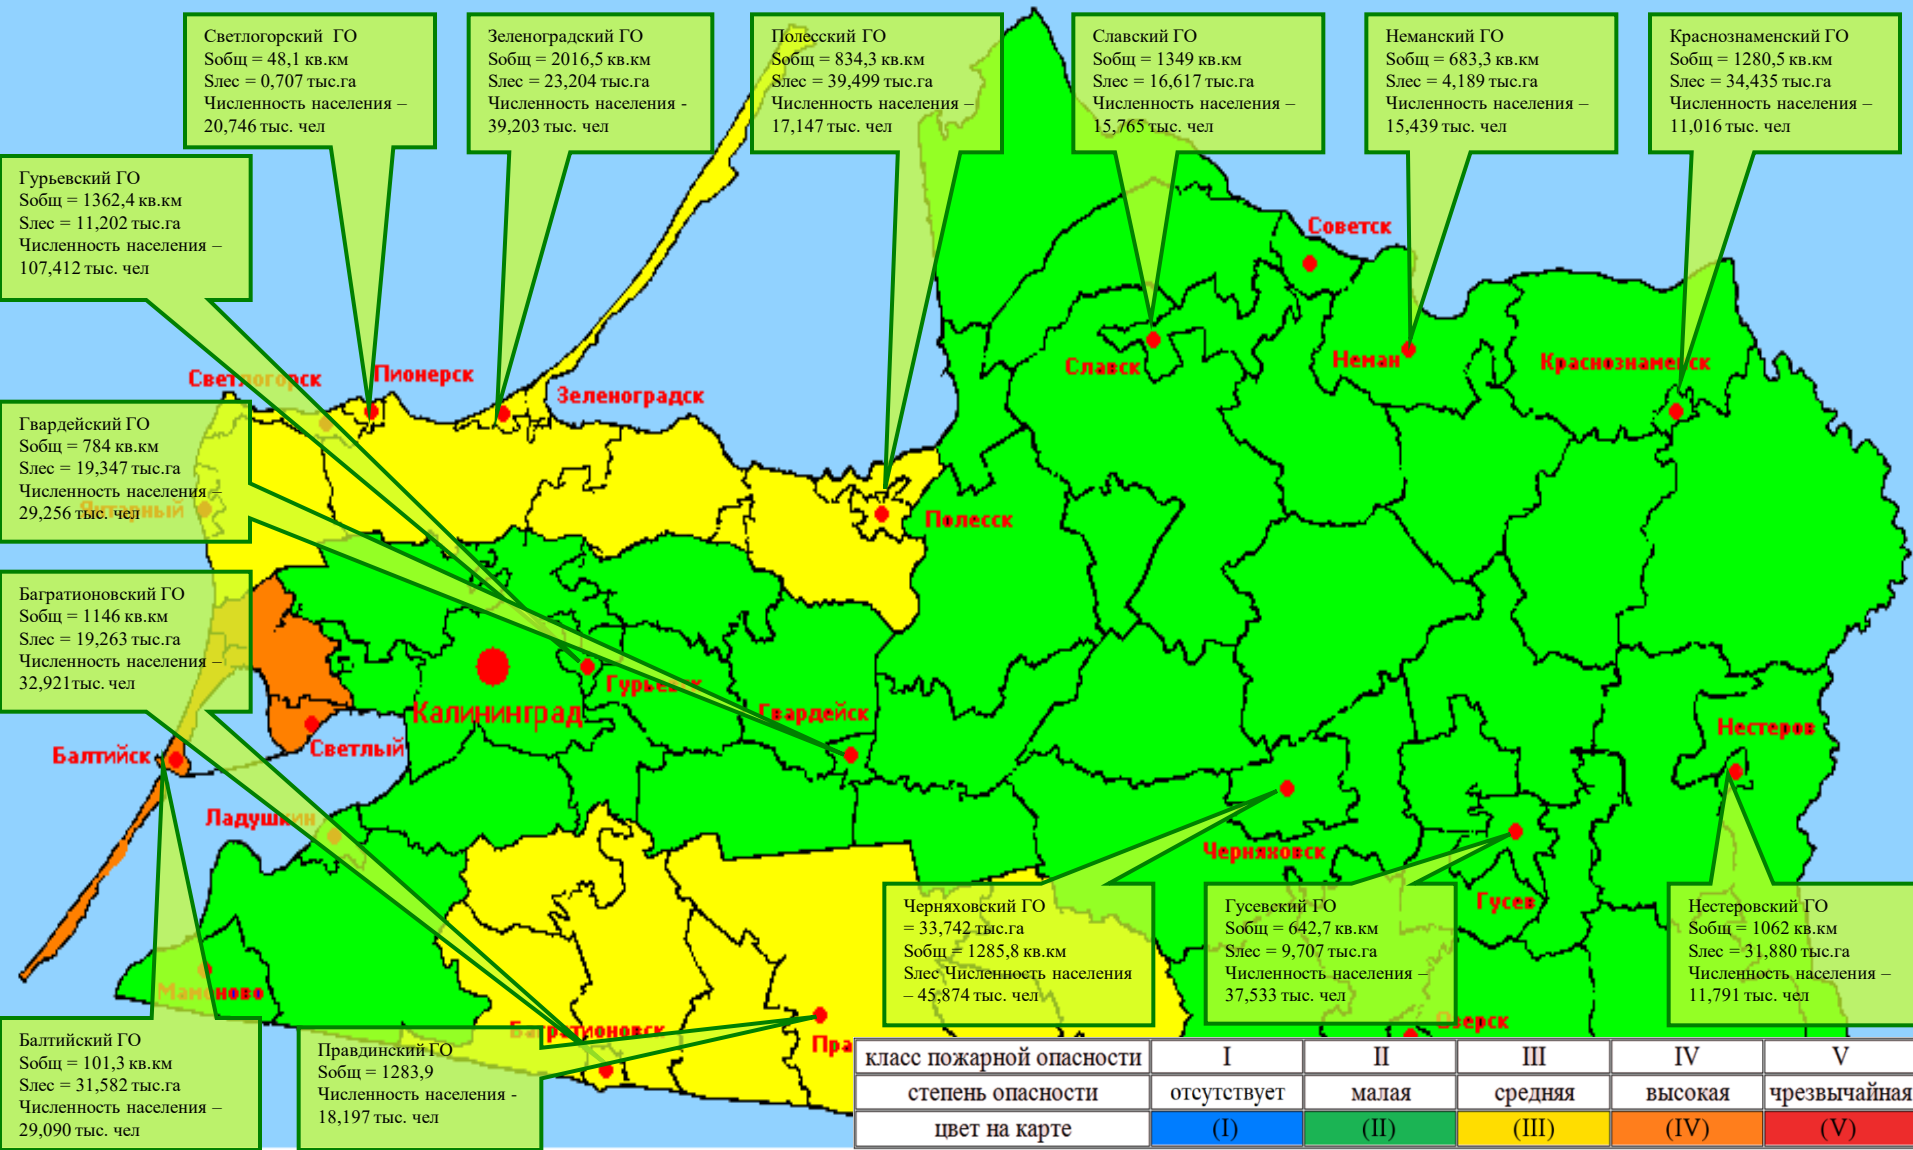 Светлогорский ГО
Sобщ = 48,1 кв.км
Sлес = 0,707 тыс.га
Численность населения –
20,746 тыс. чел
Зеленоградский ГО
Sобщ = 2016,5 кв.км
Sлес = 23,204 тыс.га
Численность населения -
39,203 тыс. чел
Полесский ГО
Sобщ = 834,3 кв.км
Sлес = 39,499 тыс.га
Численность населения –
17,147 тыс. чел
Славский ГО
Sобщ = 1349 кв.км
Sлес = 16,617 тыс.га
Численность населения –
15,765 тыс. чел
Неманский ГО
Sобщ = 683,3 кв.км
Sлес = 4,189 тыс.га
Численность населения –
15,439 тыс. чел
Краснознаменский ГО
Sобщ = 1280,5 кв.км
Sлес = 34,435 тыс.га
Численность населения –
11,016 тыс. чел
Гурьевский ГО
Sобщ = 1362,4 кв.км
Sлес = 11,202 тыс.га
Численность населения –
107,412 тыс. чел
Советск
Светлогорск
Пионерск
Зеленоградск
Славск
Неман
Краснознаменск
Гвардейский ГО
Sобщ = 784 кв.км
Sлес = 19,347 тыс.га
Численность населения –
29,256 тыс. чел
Янтарный
Полесск
Багратионовский ГО
Sобщ = 1146 кв.км
Sлес = 19,263 тыс.га
Численность населения –
32,921тыс. чел
Гурьевск
Калининград
Гвардейск
Нестеров
Балтийск
Светлый
Ладушкин
Черняховск
Гусев
Черняховский ГО
= 33,742 тыс.га
Sобщ = 1285,8 кв.км
Sлес Численность населения
– 45,874 тыс. чел
Гусевский ГО
Sобщ = 642,7 кв.км
Sлес = 9,707 тыс.га
Численность населения –
37,533 тыс. чел
Нестеровский ГО
Sобщ = 1062 кв.км
Sлес = 31,880 тыс.га
Численность населения –
11,791 тыс. чел
Мамоново
Багратионовск
Озерск
Пра
Балтийский ГО
Sобщ = 101,3 кв.км
Sлес = 31,582 тыс.га
Численность населения –
29,090 тыс. чел
Правдинский ГО
Sобщ = 1283,9
Численность населения -
18,197 тыс. чел
класс пожарной опасности I II III IV V
степень опасности отсутствует малая средняя высокая чрезвычайная
цвет на карте (I) (II) (III) (IV) (V)